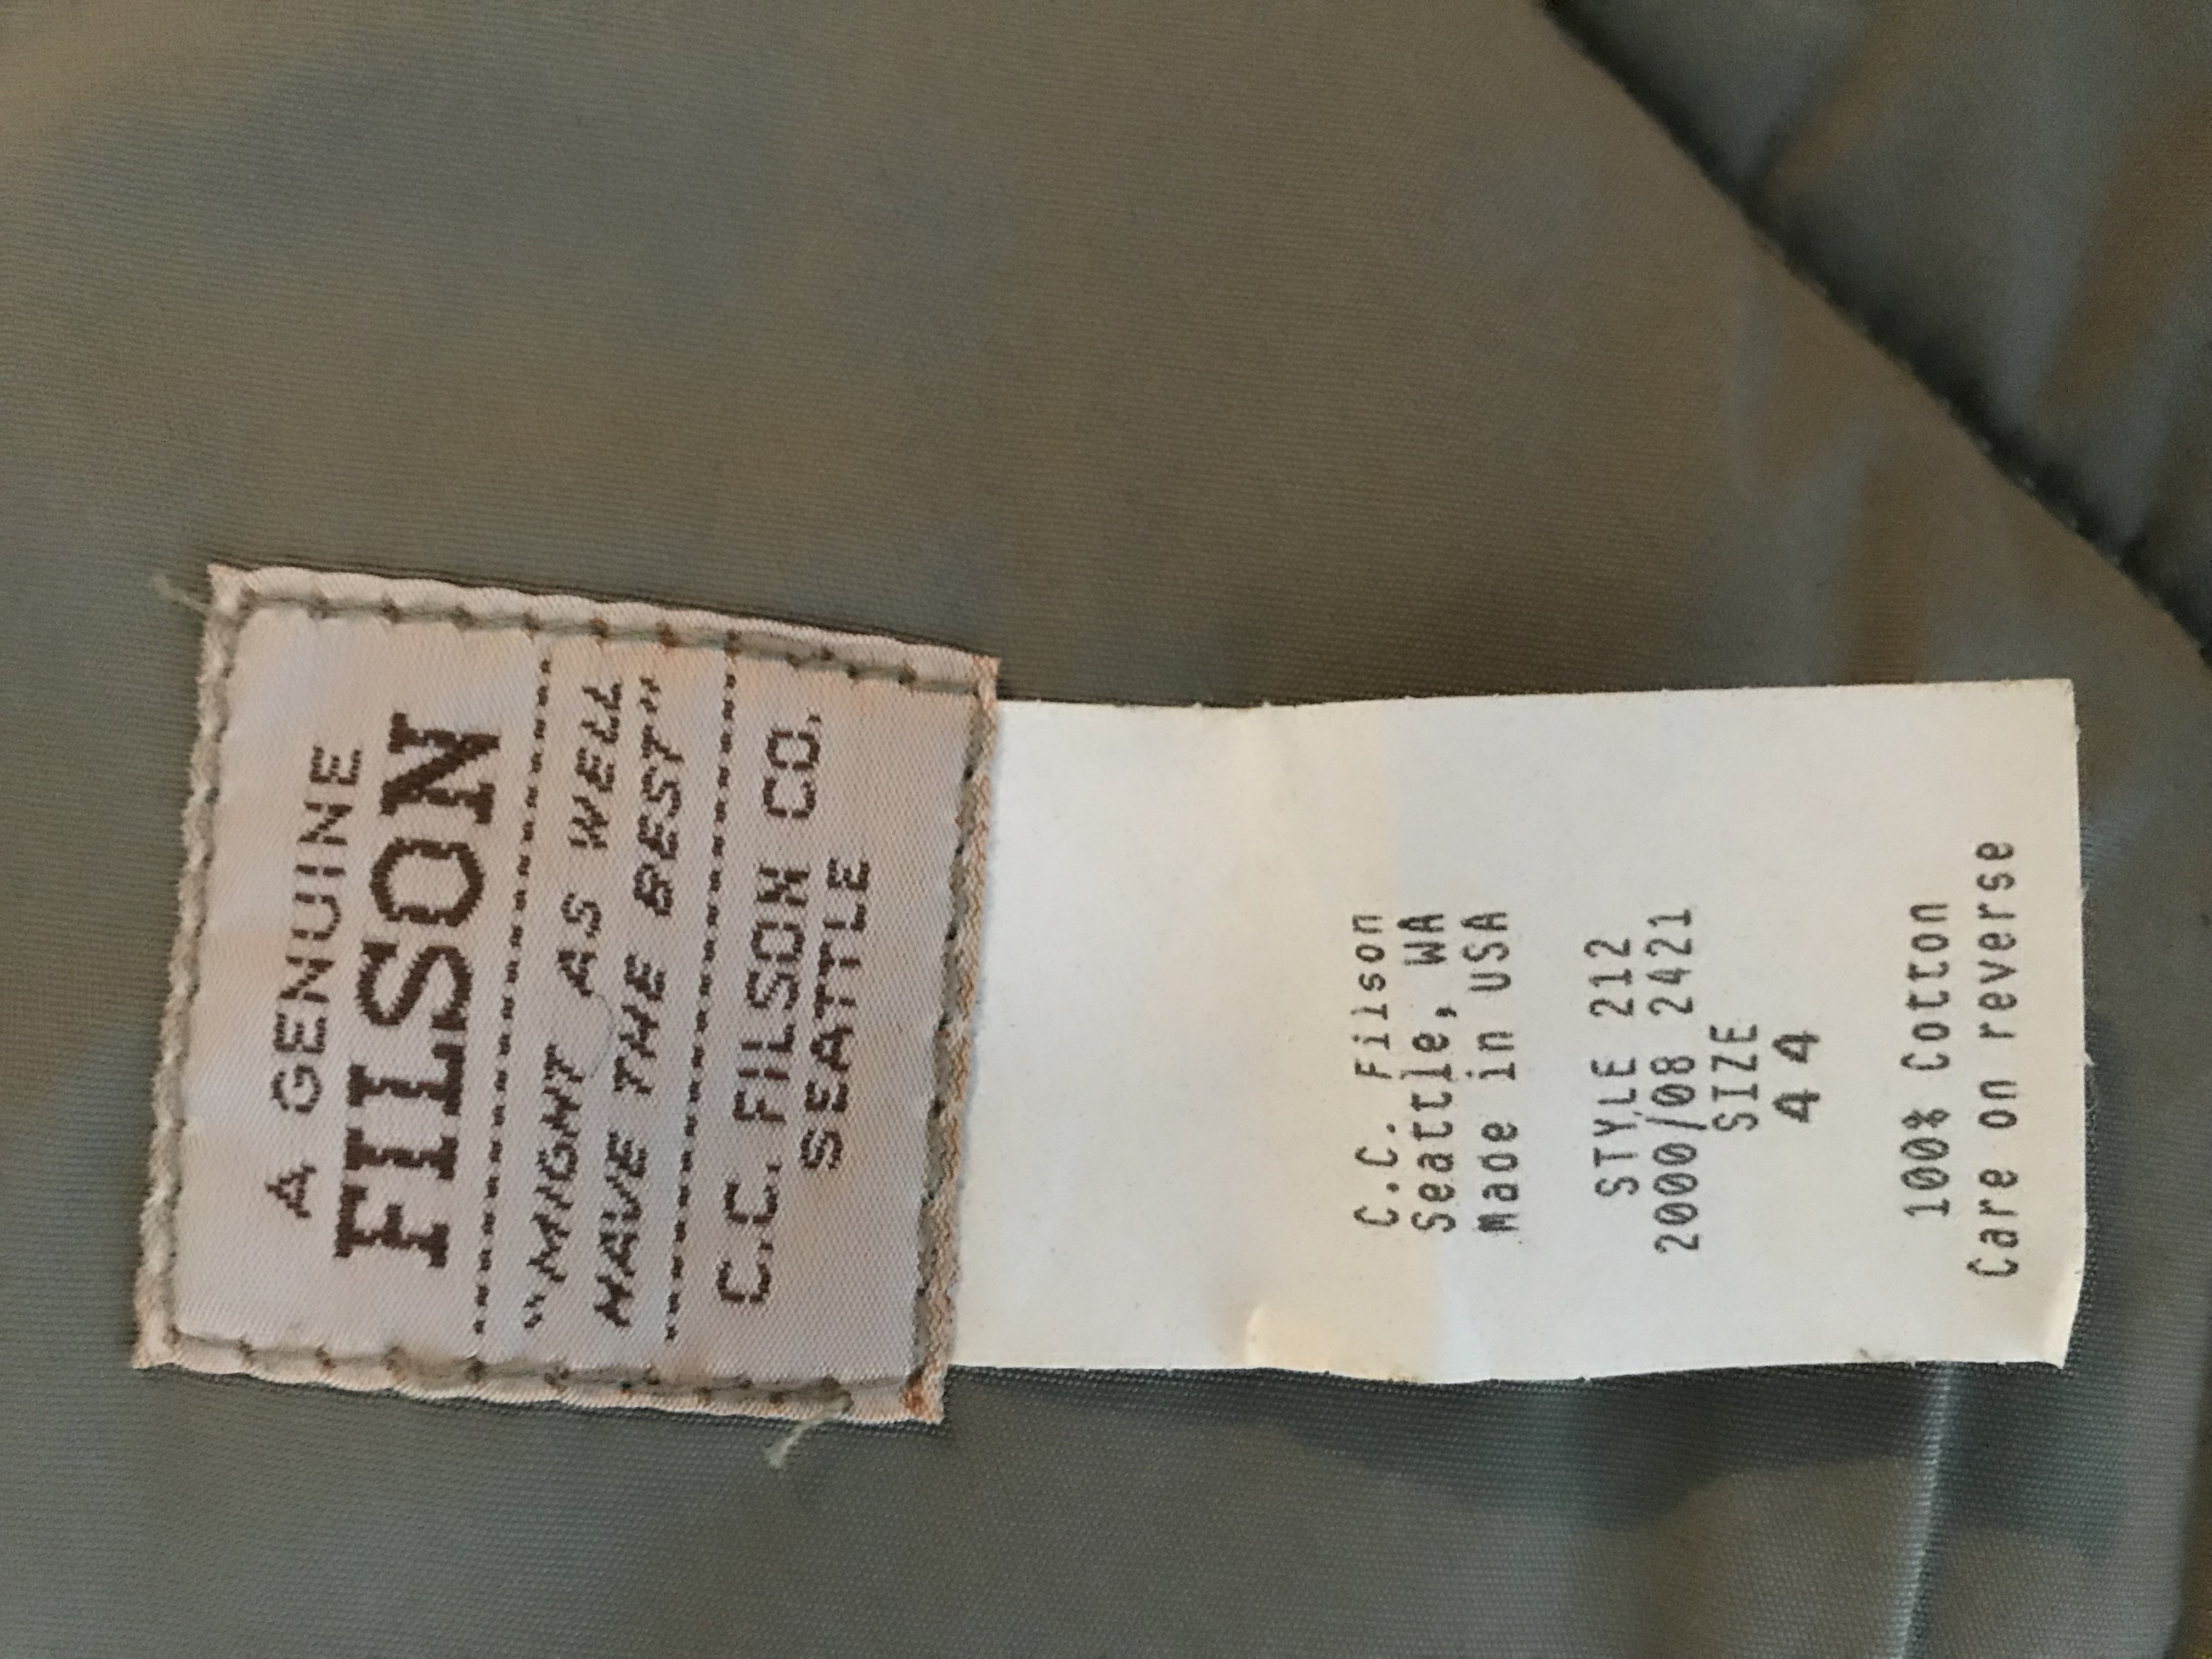 A GENUINE
FILSON
"MIGHT AS WELL
HAVE THE BEST"
C.C. FILSON CO.
SEATTLE
C.C. Filson
Seattle, WA
Made in USA
STYLE 212
2000/08 2421
SIZE
44
100% Cotton
Care on reverse